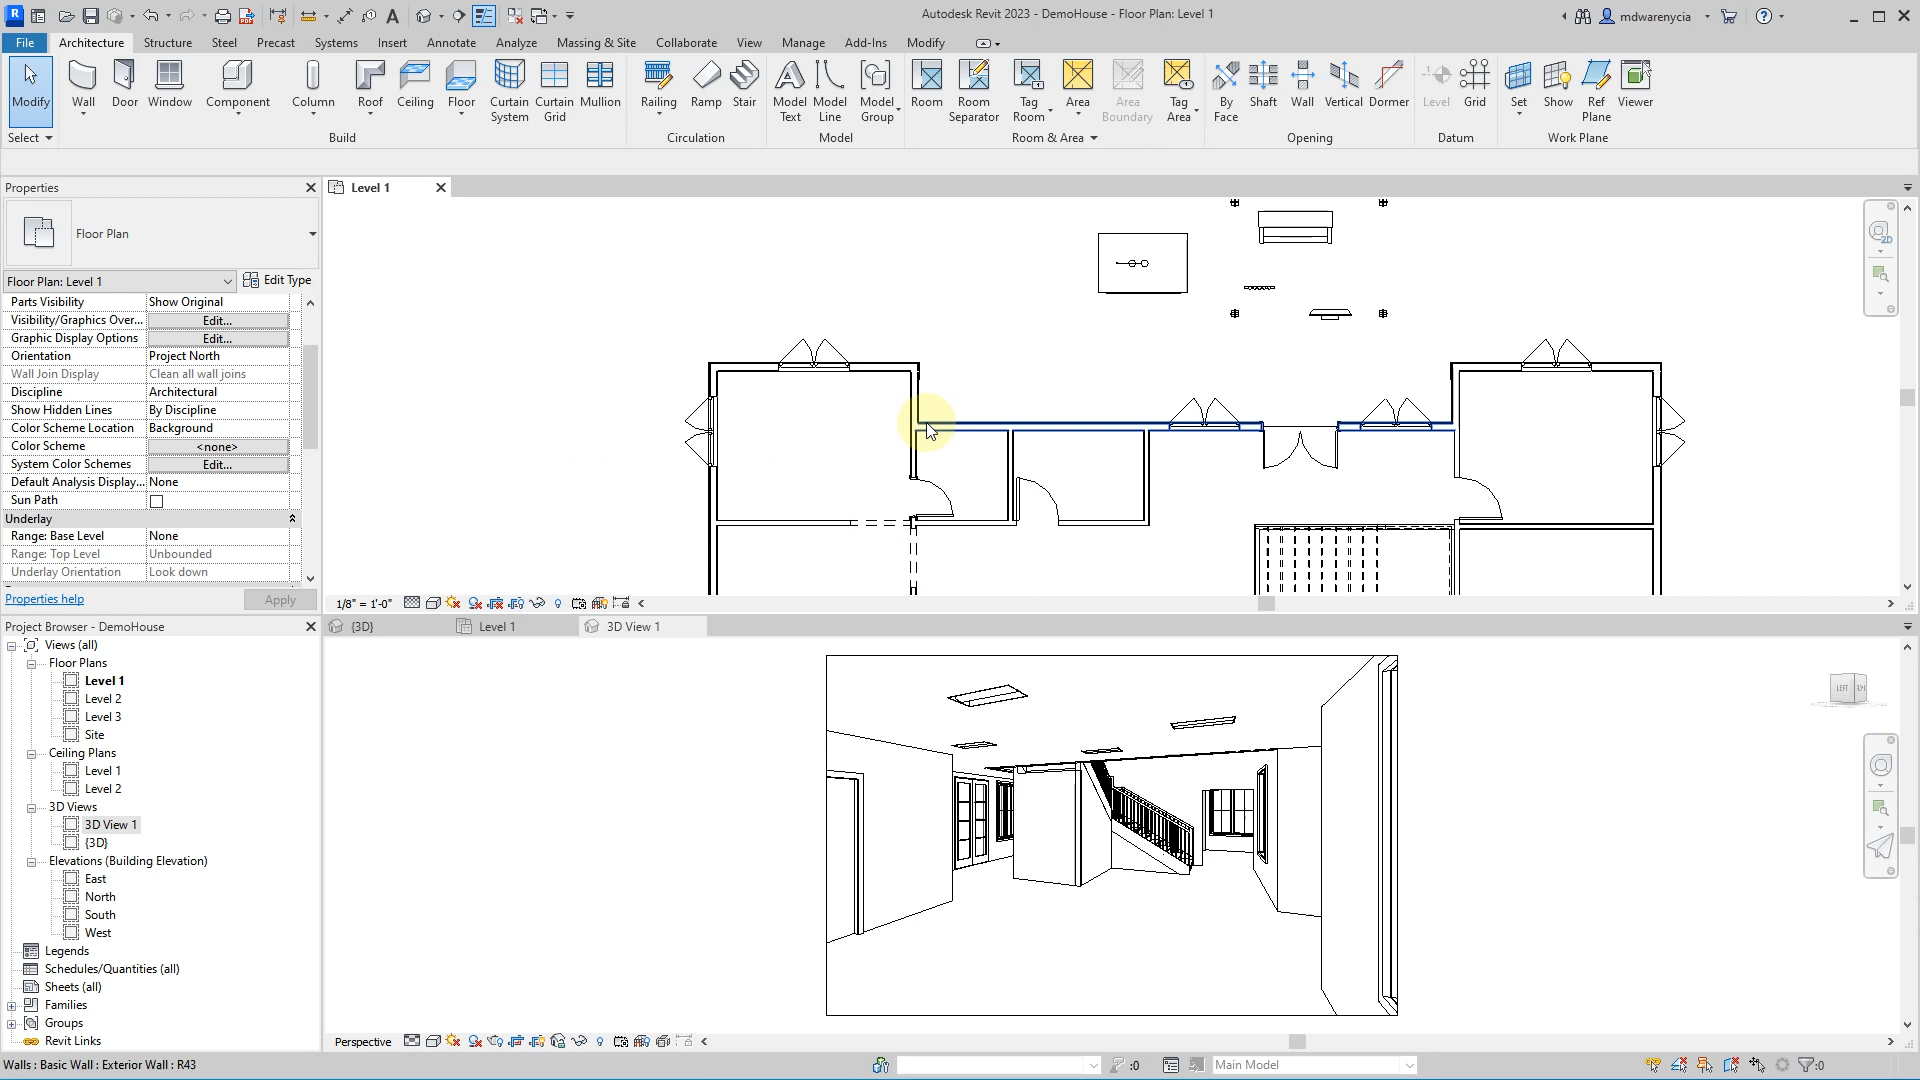 Autodesk Revit 2023 - DemoHouse - Floor Plan: Level 1
mdwarenycia
File Architecture Structure Steel Precast Systems Insert Annotate Analyze Massing & Site Collaborate View Manage Add-Ins Modify
Modify Wall Door Window Component Column Roof Ceiling Floor Curtain System Curtain Grid Mullion Railing Ramp Stair Model Text Model Line Model Group Room Room Separator Tag Room Area Area Boundary Tag Area By Face Shaft Wall Vertical Dormer Level Grid Set Show Ref Plane Viewer
Select Build Circulation Model Room & Area Opening Datum Work Plane
Properties
Level 1
Floor Plan
Floor Plan: Level 1
Edit Type
Parts Visibility Show Original
Visibility/Graphics Over... Edit...
Graphic Display Options Edit...
Orientation Project North
Wall Join Display Clean all wall joins
Discipline Architectural
Show Hidden Lines By Discipline
Color Scheme Location Background
Color Scheme <none>
System Color Schemes Edit...
Default Analysis Display... None
Sun Path
Underlay
Range: Base Level None
Range: Top Level Unbounded
Underlay Orientation Look down
Properties help
Apply
1/8" = 1'-0"
2D
Project Browser - DemoHouse
{3D} Level 1 3D View 1
Views (all)
Floor Plans
Level 1
Level 2
Level 3
Site
Ceiling Plans
Level 1
Level 2
3D Views
3D View 1
{3D}
Elevations (Building Elevation)
East
North
South
West
Legends
Schedules/Quantities (all)
Sheets (all)
Families
Groups
Revit Links
LEFT
Perspective
Walls : Basic Wall : Exterior Wall : R43
:0
Main Model
:0